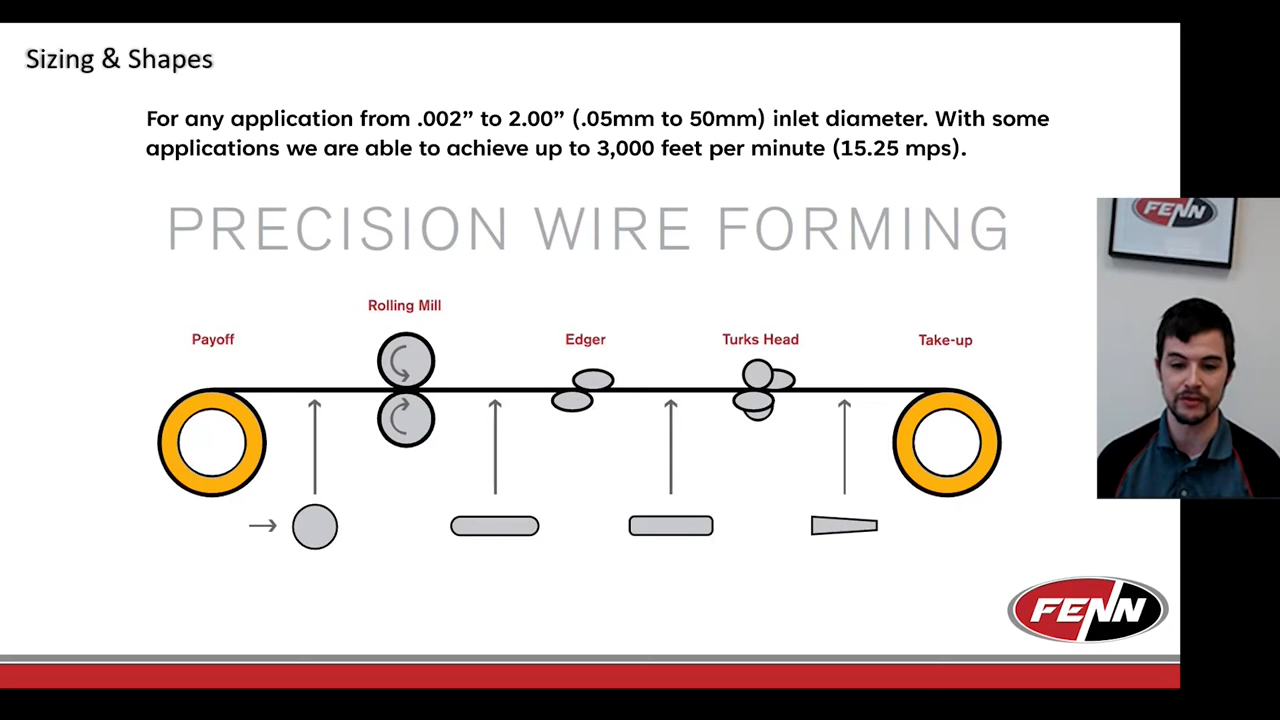 Sizing & Shapes
For any application from .002” to 2.00” (.05mm to 50mm) inlet diameter. With some
applications we are able to achieve up to 3,000 feet per minute (15.25 mps).
PRECISION WIRE FORMING
Rolling Mill
Payoff
Edger
Turks Head
Take-up
FENN
FENN